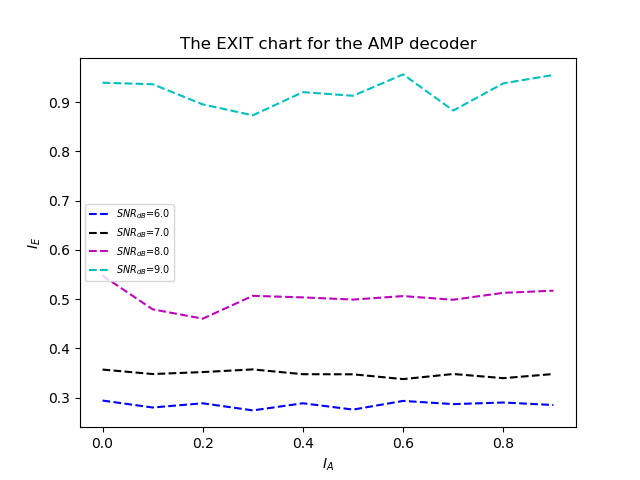 The EXIT chart for the AMP decoder
0.9
0.8
0.7
0.6
0.5
0.4
0.3
I_E
SNR_dB=6.0
SNR_dB=7.0
SNR_dB=8.0
SNR_dB=9.0
0.0 0.2 0.4 0.6 0.8
I_A